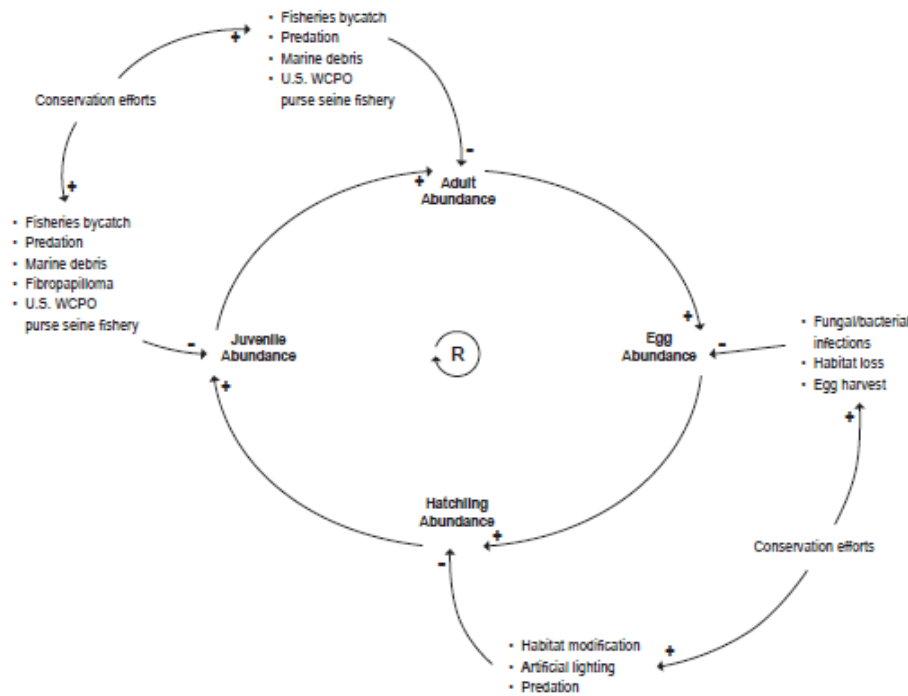 • Fisheries bycatch
• Predation
• Marine debris
• U.S. WCPO
purse seine fishery
+
Conservation efforts
-
+
Adult
Abundance
+
• Fisheries bycatch
• Predation
• Marine debris
• Fibropapilloma
• U.S. WCPO
purse seine fishery
-
Juvenile
Abundance
+
R
+
Egg
Abundance
-
• Fungal/bacterial
infections
• Habitat loss
• Egg harvest
+
Hatchling
Abundance
+
-
Conservation efforts
• Habitat modification
• Artificial lighting
• Predation
+